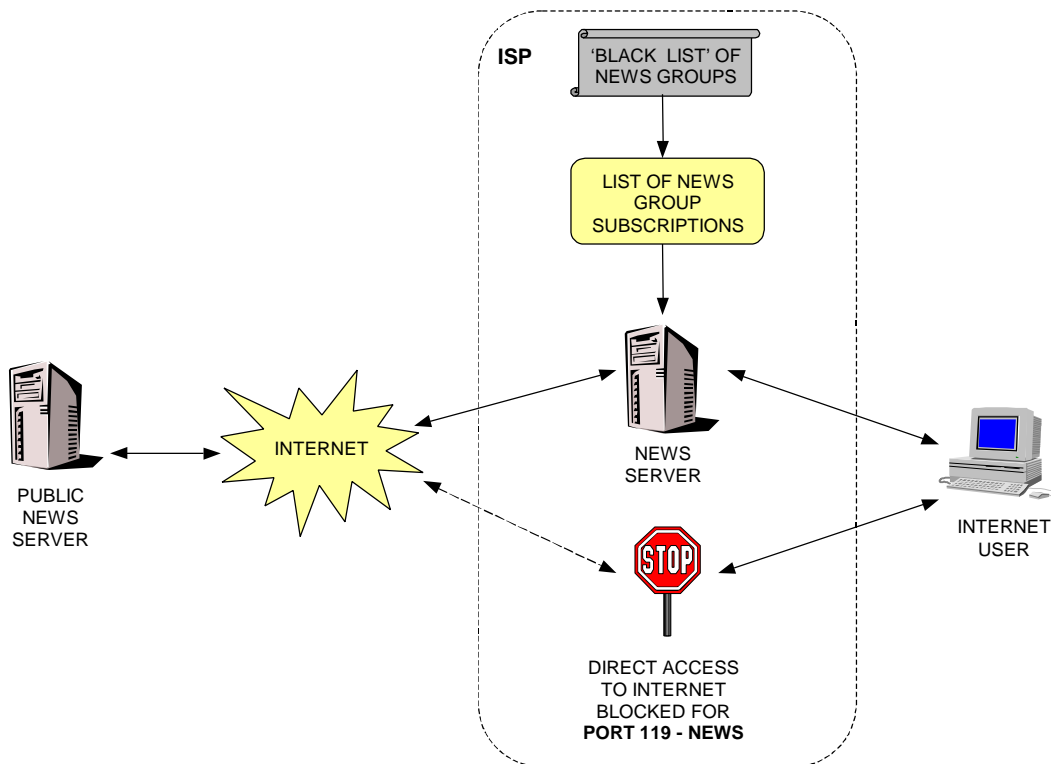 ISP
‘BLACK LIST’ OF
NEWS GROUPS
LIST OF NEWS
GROUP
SUBSCRIPTIONS
INTERNET
PUBLIC
NEWS
SERVER
NEWS
SERVER
INTERNET
USER
STOP
DIRECT ACCESS
TO INTERNET
BLOCKED FOR
PORT 119 - NEWS